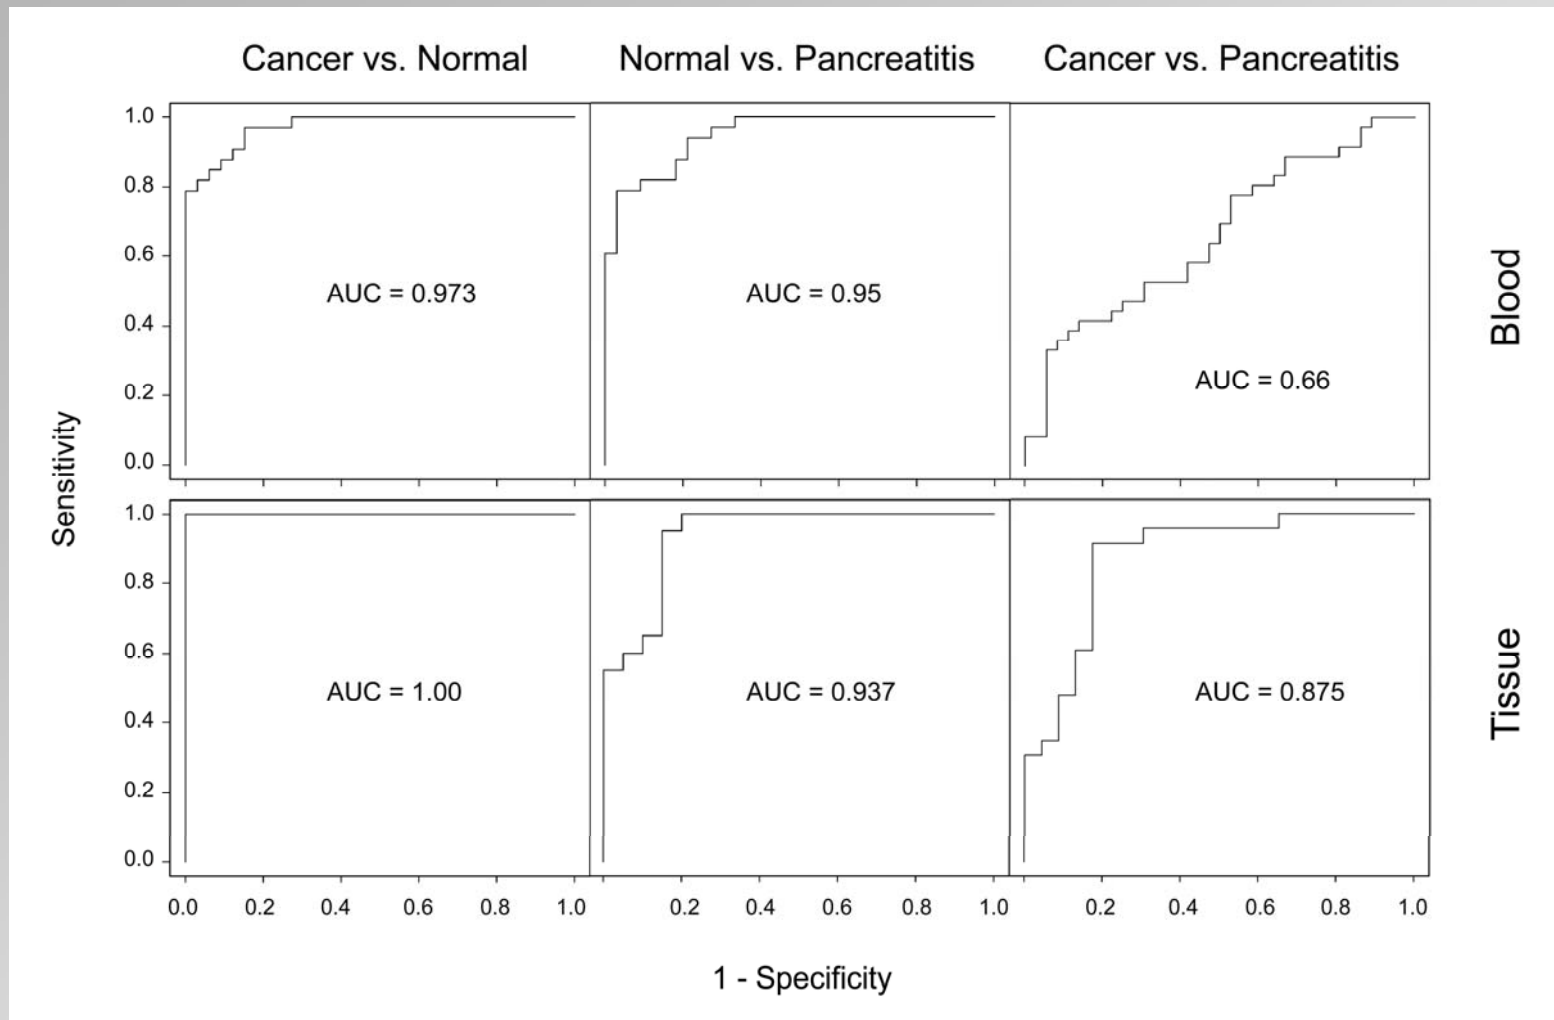 Cancer vs. Normal
Normal vs. Pancreatitis
Cancer vs. Pancreatitis
1.0
0.8
0.6
0.4
0.2
0.0
AUC = 0.973
AUC = 0.95
AUC = 0.66
Blood
Sensitivity
1.0
0.8
0.6
0.4
0.2
0.0
AUC = 1.00
AUC = 0.937
AUC = 0.875
Tissue
0.0 0.2 0.4 0.6 0.8 1.0
0.2 0.4 0.6 0.8 1.0
0.2 0.4 0.6 0.8 1.0
1 - Specificity